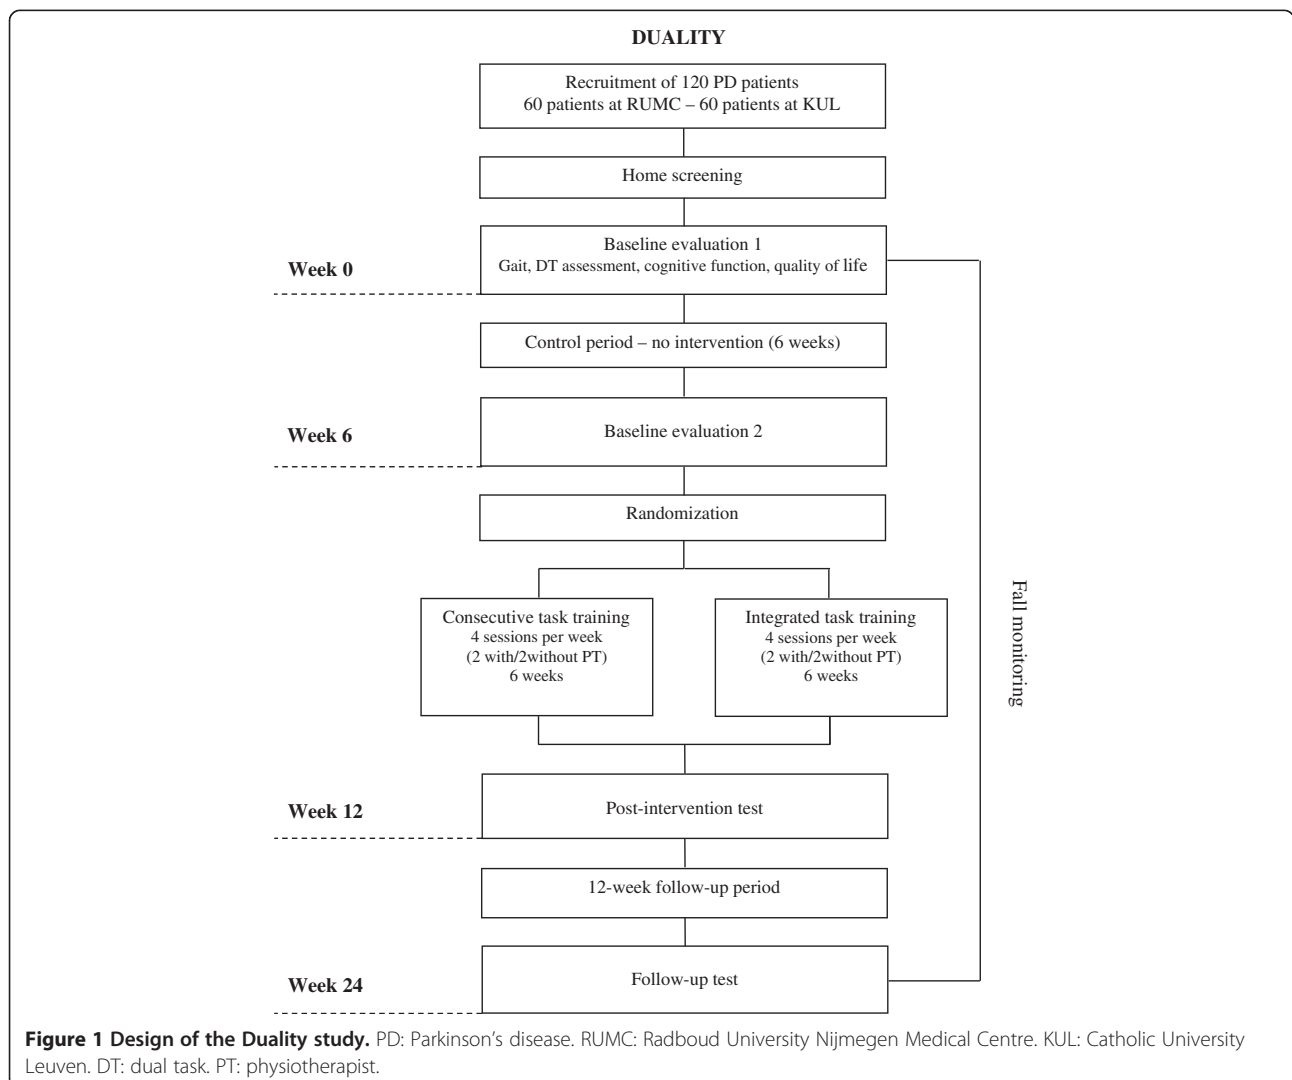 DUALITY
Recruitment of 120 PD patients
60 patients at RUMC – 60 patients at KUL
Home screening
Baseline evaluation 1
Gait, DT assessment, cognitive function, quality of life
Week 0
Control period – no intervention (6 weeks)
Baseline evaluation 2
Week 6
Randomization
Consecutive task training
4 sessions per week
(2 with/2without PT)
6 weeks
Integrated task training
4 sessions per week
(2 with/2without PT)
6 weeks
Fall monitoring
Post-intervention test
Week 12
12-week follow-up period
Follow-up test
Week 24
Figure 1 Design of the Duality study. PD: Parkinson’s disease. RUMC: Radboud University Nijmegen Medical Centre. KUL: Catholic University
Leuven. DT: dual task. PT: physiotherapist.